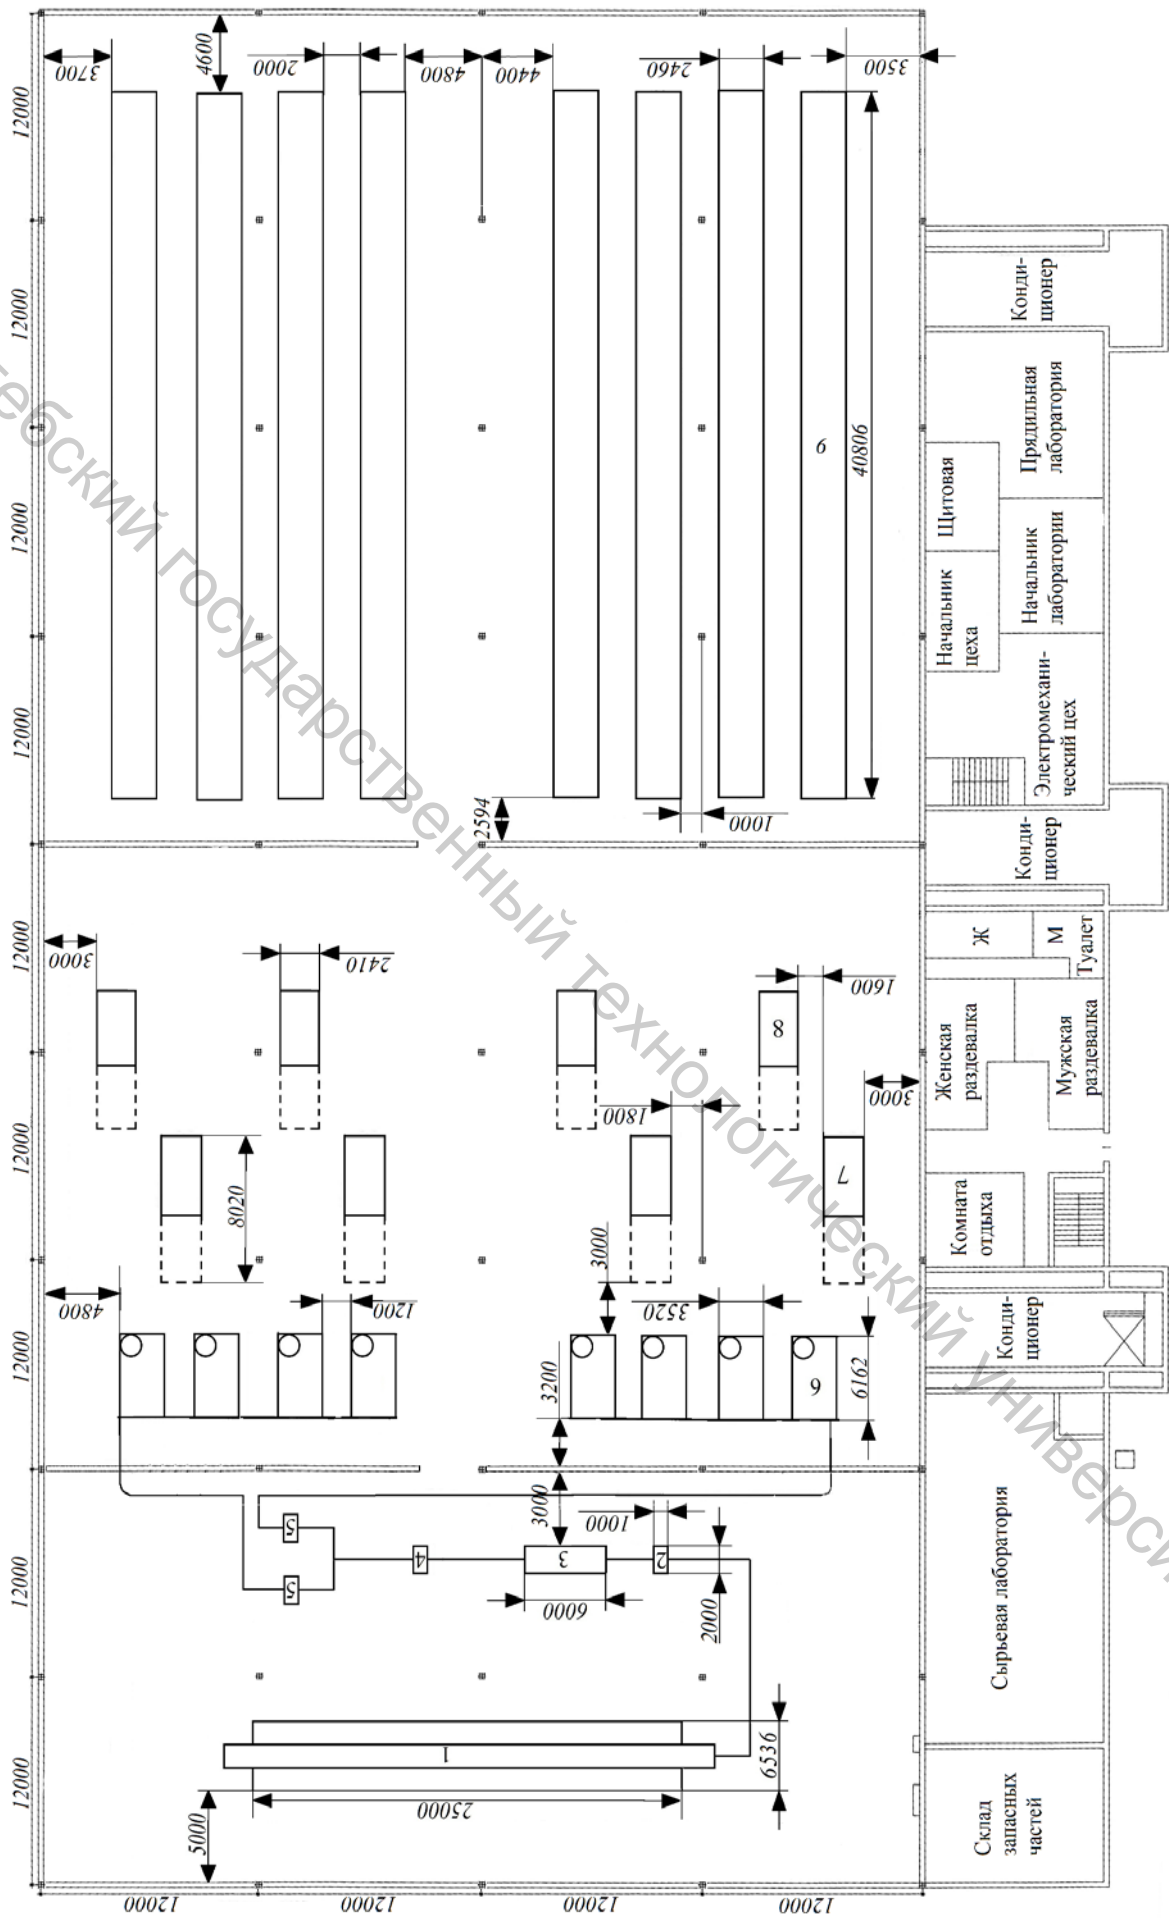 12000
12000
12000
12000
12000
12000
12000
12000
12000
12000
12000
12000
12000
5000
25000
6536
1
2000
1000
6000
3000
2
3
4
5
5
3200
4800
1200
3520
6162
6
3000
8020
1800
3000
7
3000
2410
1600
8
2594
1000
40806
9
3700
4600
2000
4800
4400
2460
3500
Склад
запасных
частей
Сырьевая лаборатория
Конди-
ционер
Комната
отдыха
Женская
раздевалка
Мужская
раздевалка
Ж
М
Туалет
Конди-
ционер
Электромехани-
ческий цех
Начальник
цеха
Щитовая
Начальник
лаборатории
Прядильная
лаборатория
Конди-
ционер
государственный технологический